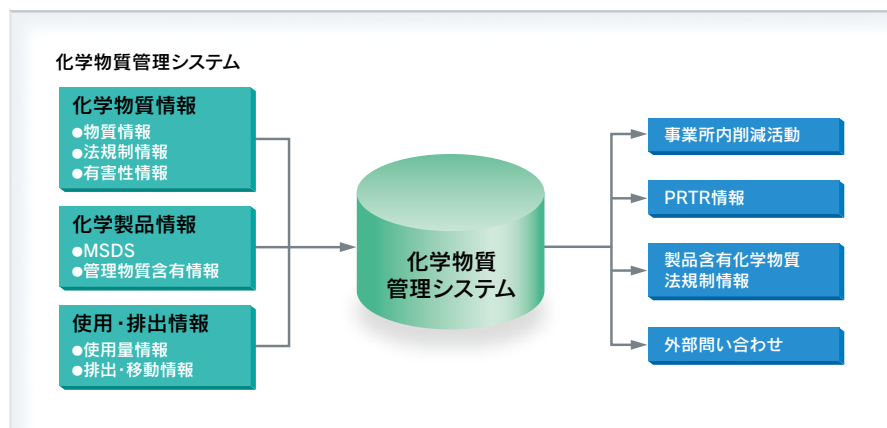 化学物質管理システム
化学物質情報
●物質情報
●法規制情報
●有害性情報
化学製品情報
●MSDS
●管理物質含有情報
使用・排出情報
●使用量情報
●排出・移動情報
化学物質
管理システム
事業所内削減活動
PRTR情報
製品含有化学物質
法規制情報
外部問い合わせ